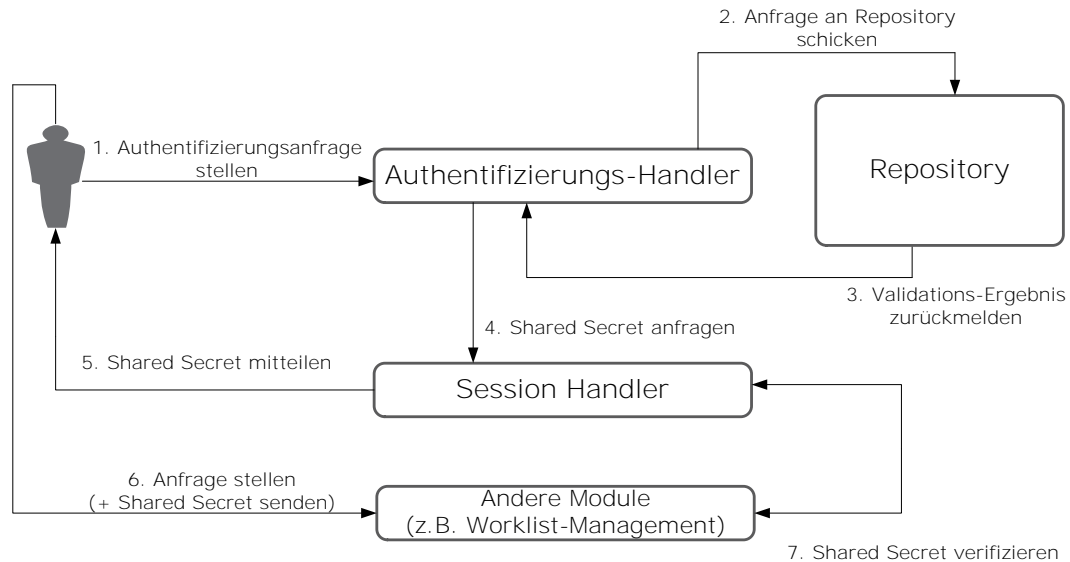 2. Anfrage an Repository
schicken
1. Authentifizierungsanfrage
stellen
Authentifizierungs-Handler
Repository
3. Validations-Ergebnis
zurückmelden
4. Shared Secret anfragen
5. Shared Secret mitteilen
Session Handler
6. Anfrage stellen
(+ Shared Secret senden)
Andere Module
(z.B. Worklist-Management)
7. Shared Secret verifizieren